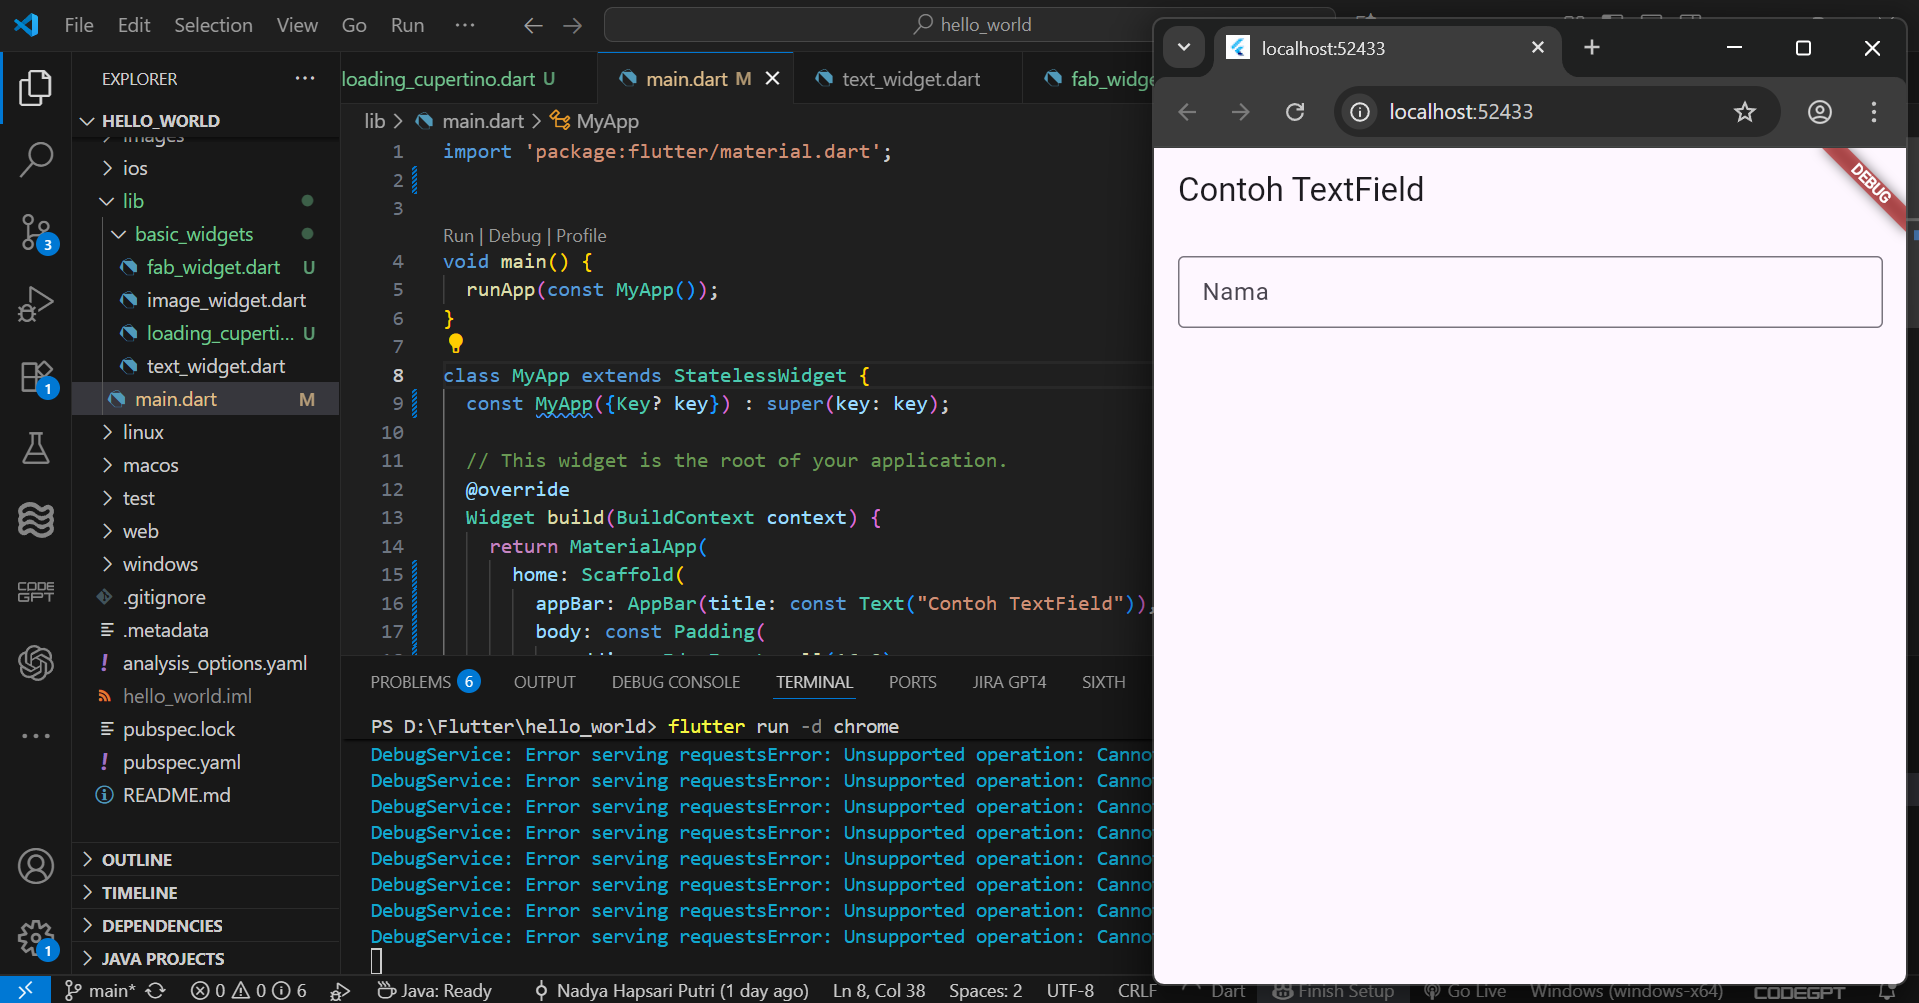 File Edit Selection View Go Run ··· hello_world
EXPLORER ···
HELLO_WORLD
images
ios
lib
basic_widgets
fab_widget.dart U
image_widget.dart
loading_cuperti... U
text_widget.dart
main.dart M
linux
macos
test
web
windows
.gitignore
.metadata
analysis_options.yaml
hello_world.iml
pubspec.lock
pubspec.yaml
README.md
OUTLINE
TIMELINE
DEPENDENCIES
JAVA PROJECTS
3
1
CODE
GPT
1
loading_cupertino.dart U main.dart M text_widget.dart fab_widge
lib > main.dart > MyApp
1 import 'package:flutter/material.dart';
2
3
Run | Debug | Profile
4 void main() {
5 runApp(const MyApp());
6 }
7
8 class MyApp extends StatelessWidget {
9 const MyApp({Key? key}) : super(key: key);
10
11 // This widget is the root of your application.
12 @override
13 Widget build(BuildContext context) {
14 return MaterialApp(
15 home: Scaffold(
16 appBar: AppBar(title: const Text("Contoh TextField")),
17 body: const Padding(
PROBLEMS 6 OUTPUT DEBUG CONSOLE TERMINAL PORTS JIRA GPT4 SIXTH
PS D:\Flutter\hello_world> flutter run -d chrome
DebugService: Error serving requestsError: Unsupported operation: Canno
DebugService: Error serving requestsError: Unsupported operation: Canno
DebugService: Error serving requestsError: Unsupported operation: Canno
DebugService: Error serving requestsError: Unsupported operation: Canno
DebugService: Error serving requestsError: Unsupported operation: Canno
DebugService: Error serving requestsError: Unsupported operation: Canno
DebugService: Error serving requestsError: Unsupported operation: Canno
DebugService: Error serving requestsError: Unsupported operation: Canno
localhost:52433
localhost:52433
DEBUG
Contoh TextField
Nama
main* 0 0 6 Java: Ready Nadya Hapsari Putri (1 day ago) Ln 8, Col 38 Spaces: 2 UTF-8 CRLF Dart Finish Setup Go Live Windows (windows-x64) CODEGPT